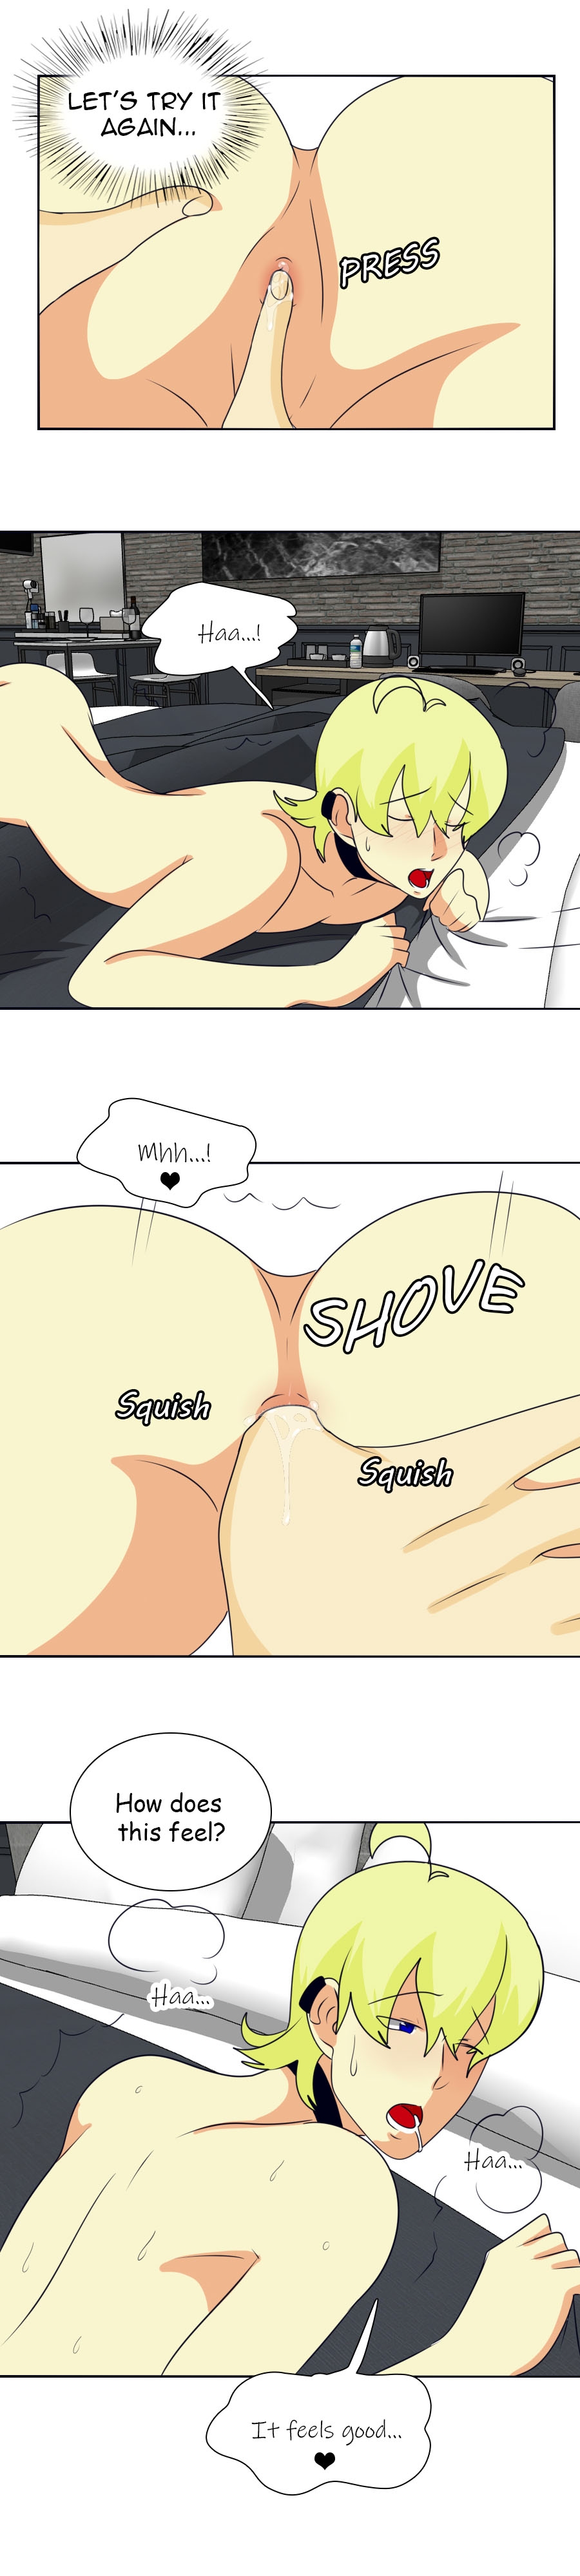 LET'S TRY IT
AGAIN...
PRESS
Haa...!
Mhh...!
SHOVE
Squish
Squish
How does
this feel?
Haa...
Haa...
It feels good...